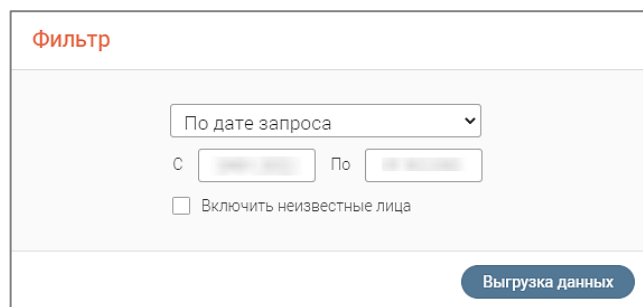 Фильтр
По дате запроса
С По
Включить неизвестные лица
Выгрузка данных